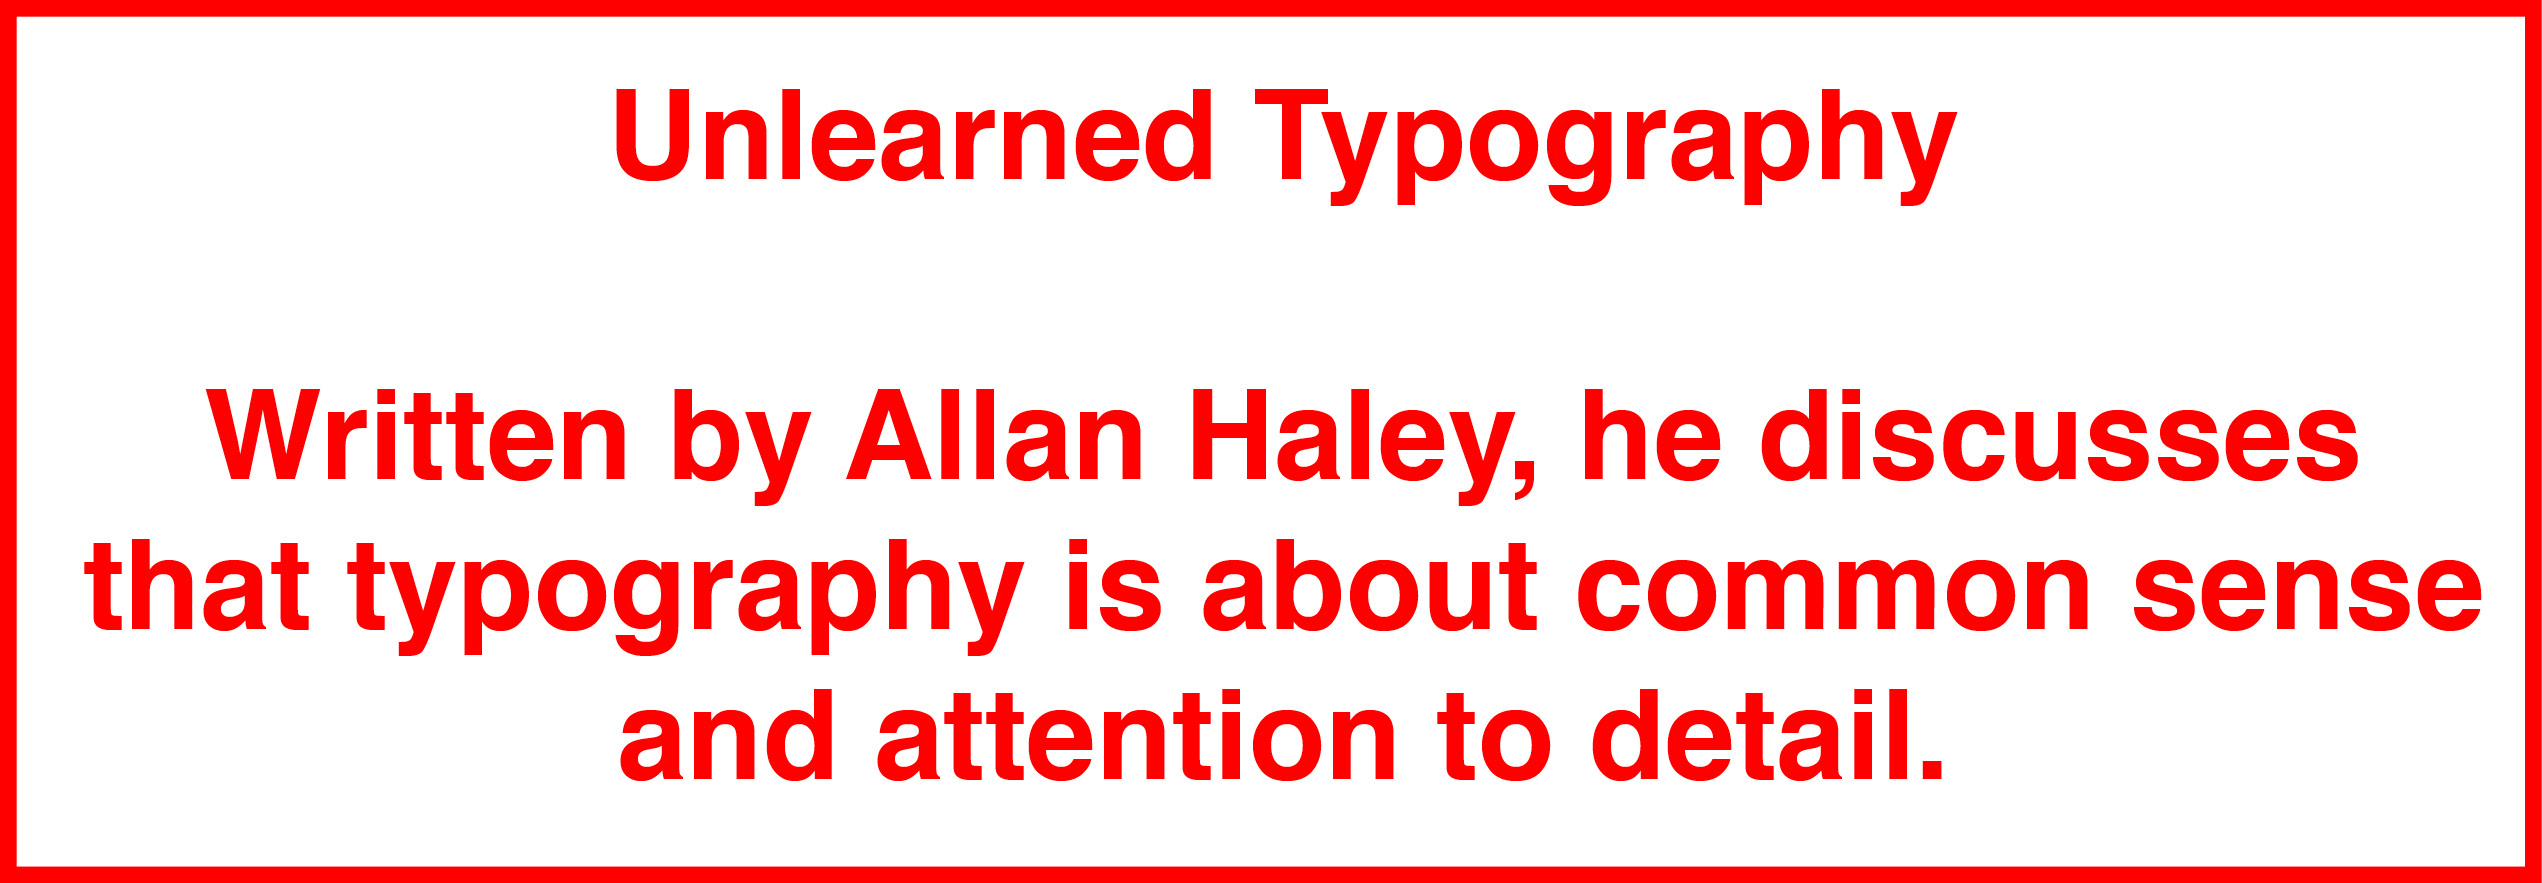 Unlearned Typography
Written by Allan Haley, he discusses
that typography is about common sense
and attention to detail.